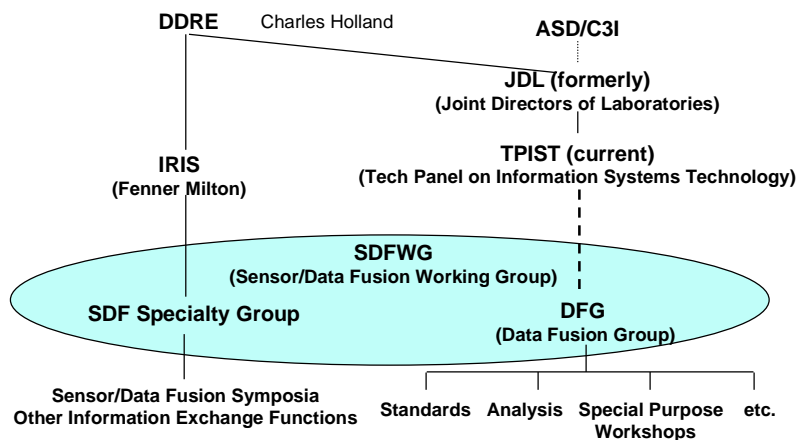 DDRE
Charles Holland
ASD/C3I
JDL (formerly)
(Joint Directors of Laboratories)
IRIS
(Fenner Milton)
TPIST (current)
(Tech Panel on Information Systems Technology)
SDFWG
(Sensor/Data Fusion Working Group)
SDF Specialty Group
DFG
(Data Fusion Group)
Sensor/Data Fusion Symposia
Other Information Exchange Functions
Standards
Analysis
Special Purpose
Workshops
etc.